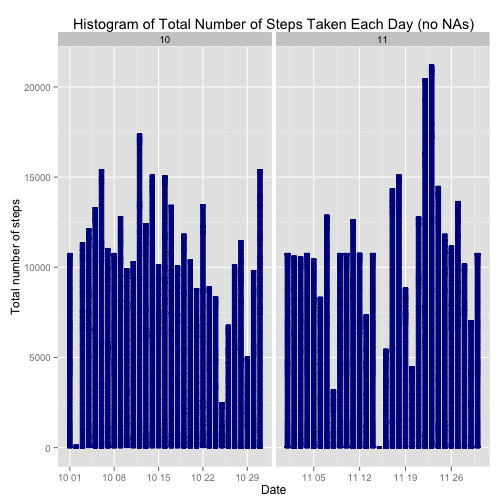 Histogram of Total Number of Steps Taken Each Day (no NAs)
10 11
20000
15000
10000
5000
0
Total number of steps
10 01 10 08 10 15 10 22 10 29 11 05 11 12 11 19 11 26
Date